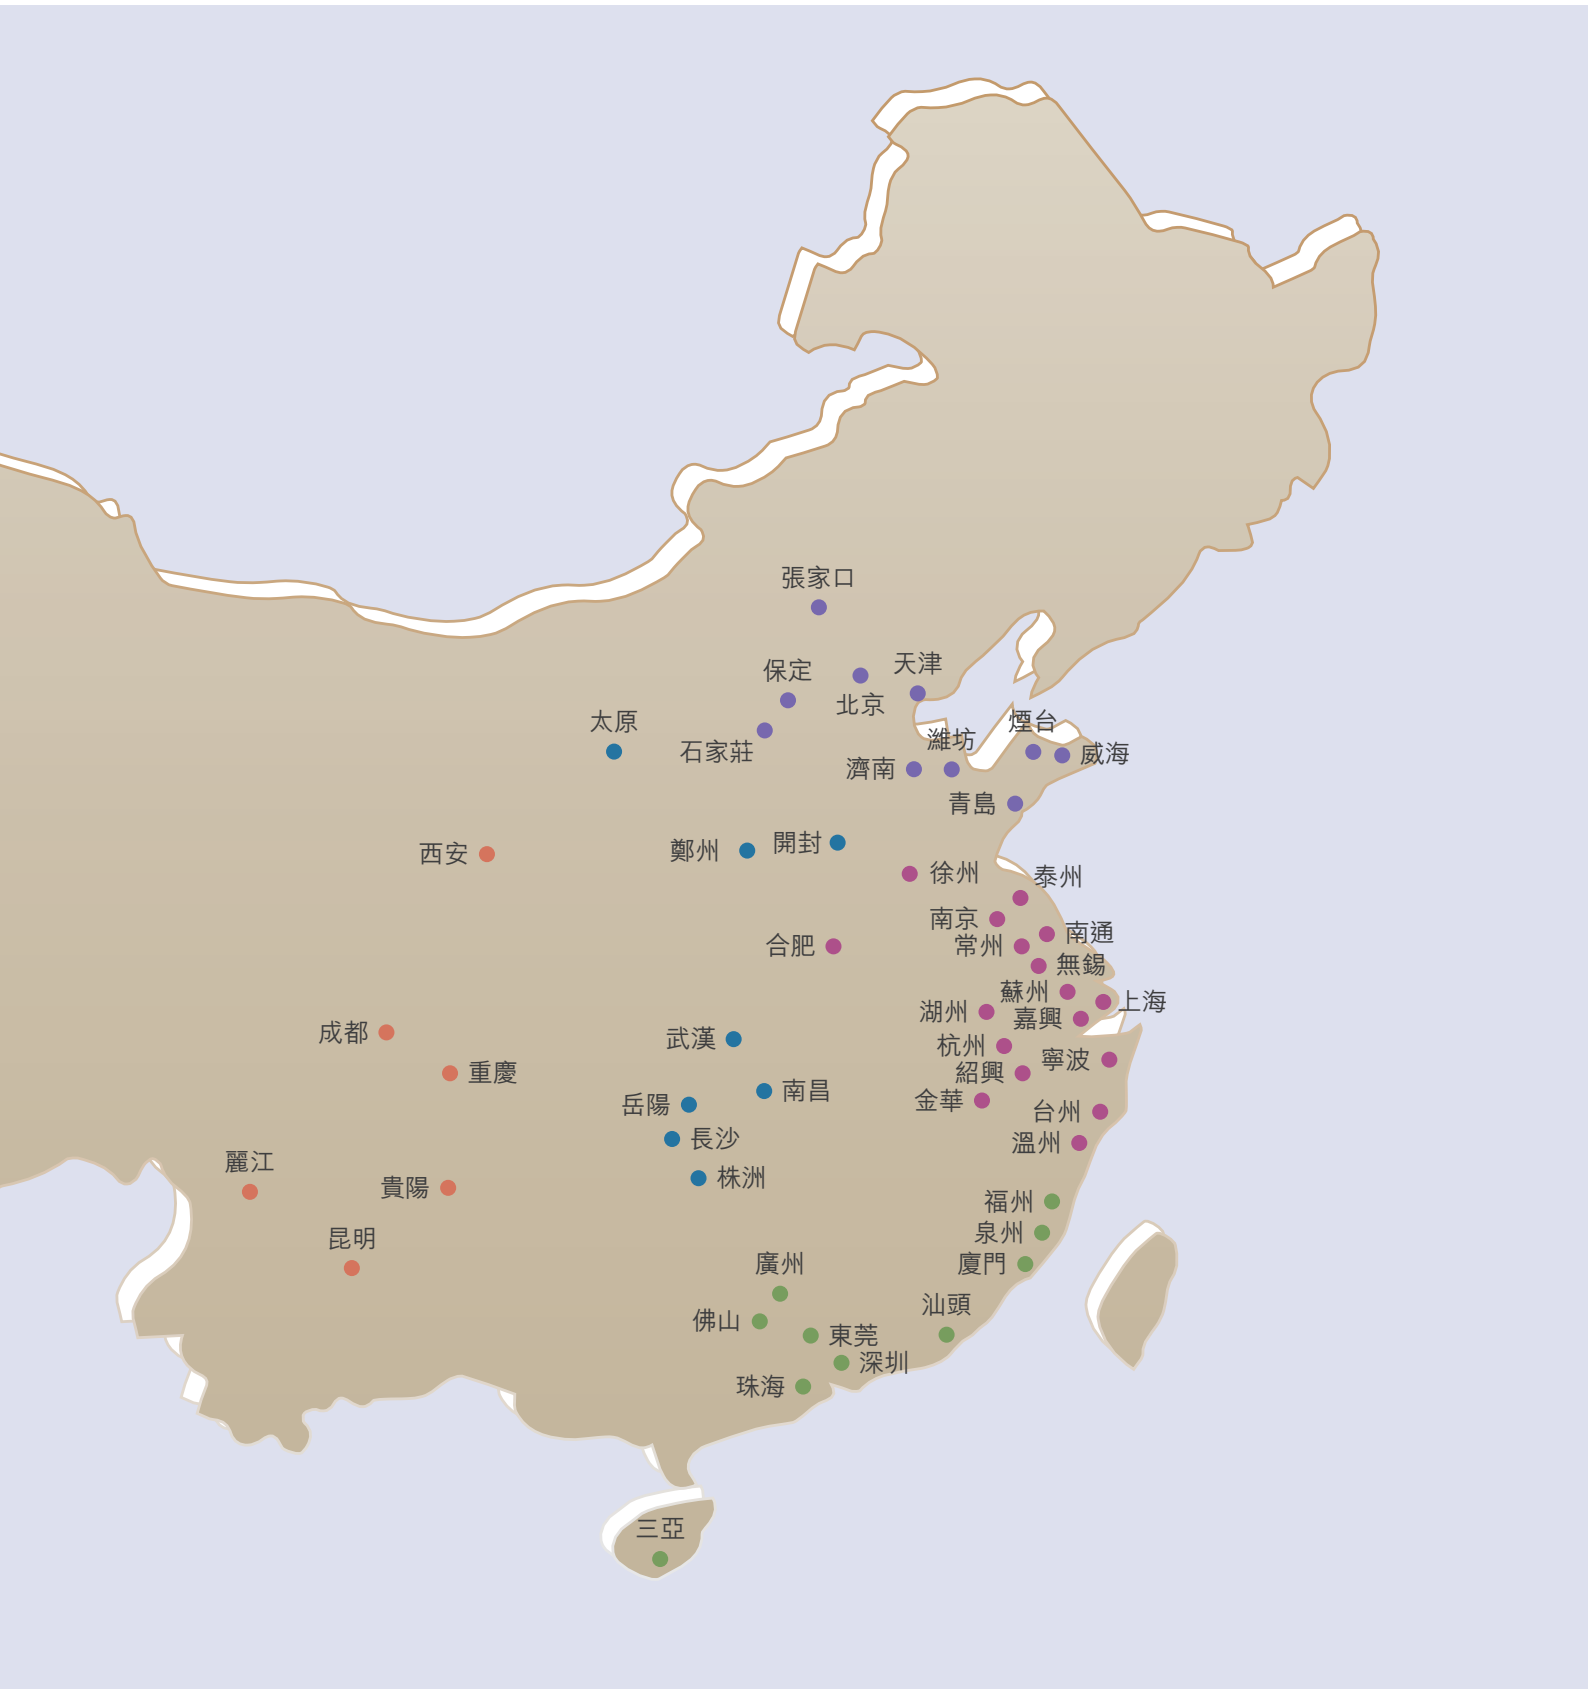 張家口
天津
保定
北京
太原
煙台
石家莊
濰坊
威海
濟南
青島
開封
鄭州
西安
徐州
泰州
南京
南通
合肥
常州
無錫
蘇州
上海
湖州
嘉興
成都
武漢
杭州
寧波
重慶
紹興
南昌
金華
岳陽
台州
長沙
溫州
麗江
株洲
貴陽
福州
泉州
昆明
廣州
廈門
汕頭
佛山
東莞
深圳
珠海
三亞